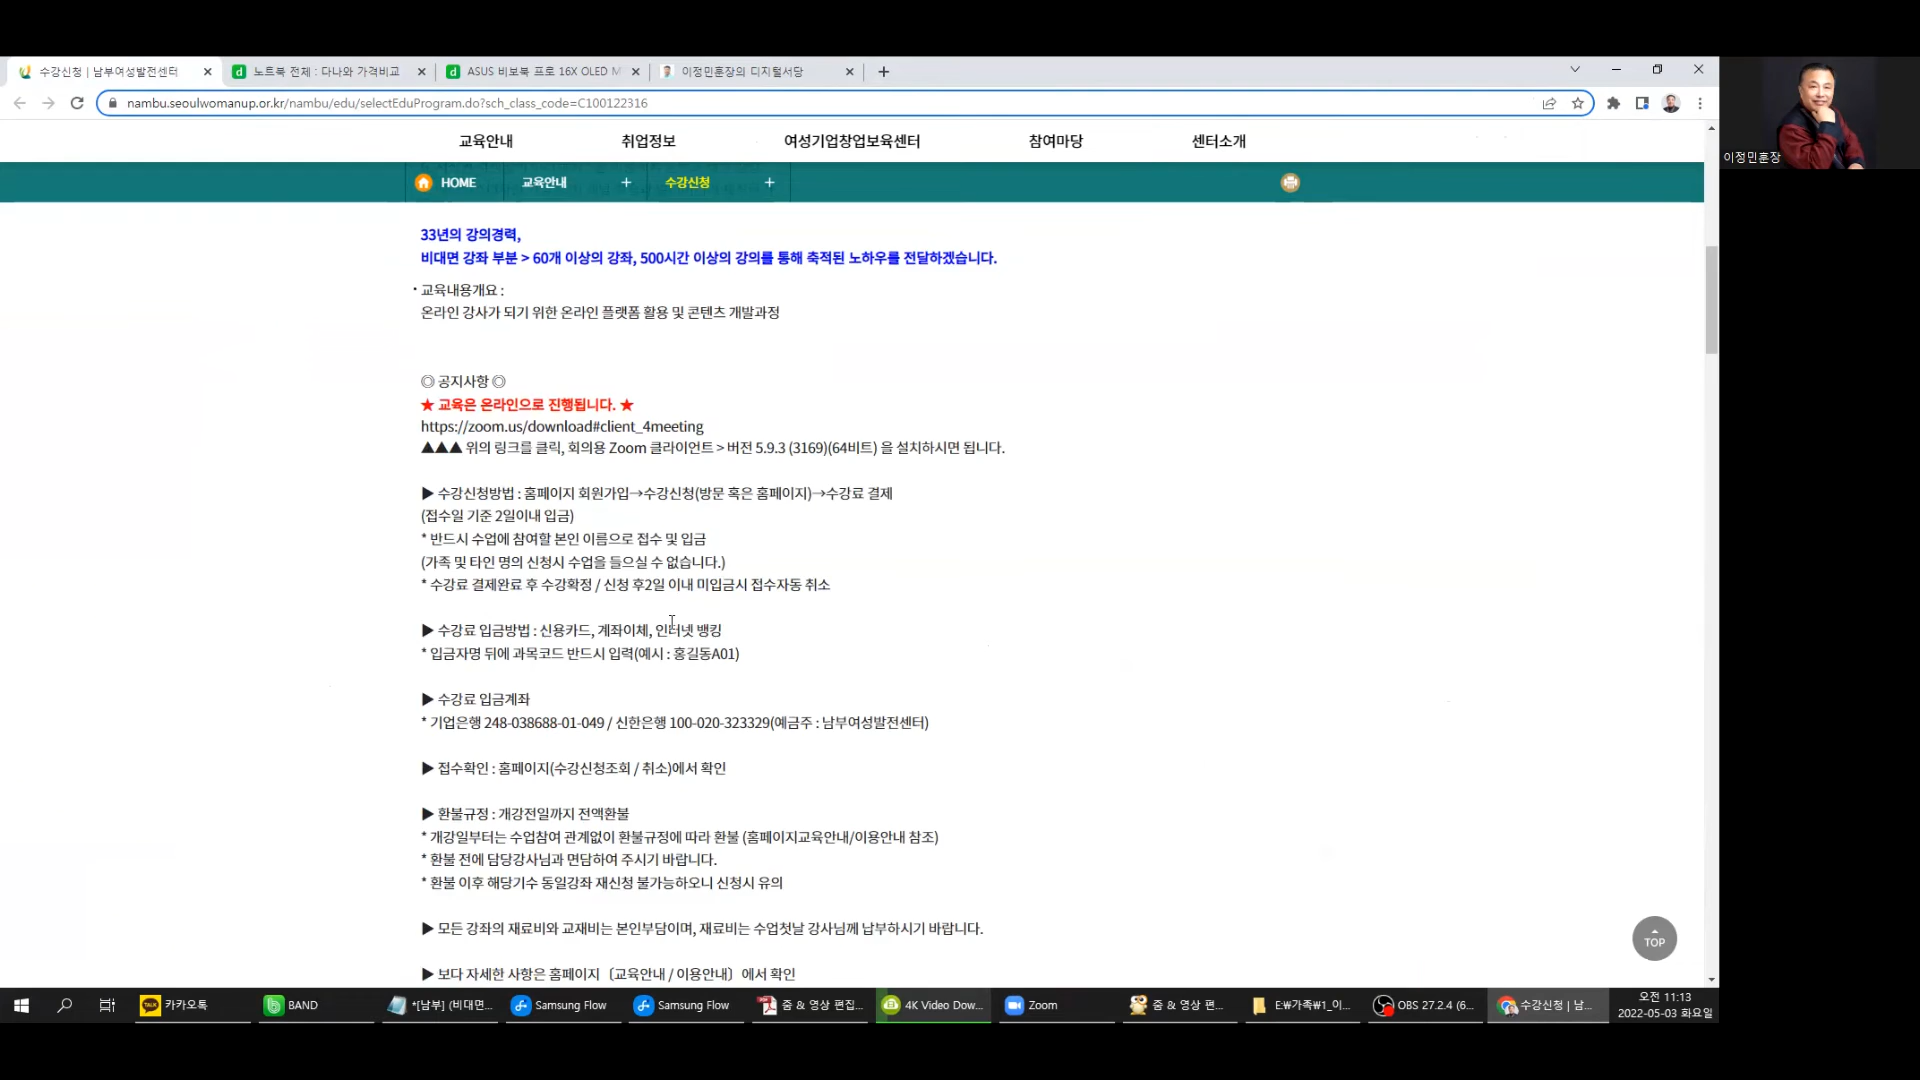 수강신청 | 남부여성발전센터
노트북 전체 : 다나와 가격비교
ASUS 비보북 프로 16X OLED M
이정민훈장의 디지털서당
nambu.seoulwomanup.or.kr/nambu/edu/selectEduProgram.do?sch_class_code=C100122316
교육안내 취업정보 여성기업창업보육센터 참여마당 센터소개
HOME 교육안내 + 수강신청 +
이정민훈장
33년의 강의경력,
비대면 강좌 부분 > 60개 이상의 강좌, 500시간 이상의 강의를 통해 축적된 노하우를 전달하겠습니다.
· 교육내용개요 :
온라인 강사가 되기 위한 온라인 플랫폼 활용 및 콘텐츠 개발과정
◎ 공지사항 ◎
★ 교육은 온라인으로 진행됩니다. ★
https://zoom.us/download#client_4meeting
▲▲▲ 위의 링크를 클릭, 회의용 Zoom 클라이언트 > 버전 5.9.3 (3169)(64비트) 을 설치하시면 됩니다.
▶ 수강신청방법 : 홈페이지 회원가입→수강신청(방문 혹은 홈페이지)→수강료 결제
(접수일 기준 2일이내 입금)
* 반드시 수업에 참여할 본인 이름으로 접수 및 입금
(가족 및 타인 명의 신청시 수업을 들으실 수 없습니다.)
* 수강료 결제완료 후 수강확정 / 신청 후2일 이내 미입금시 접수자동 취소
▶ 수강료 입금방법 : 신용카드, 계좌이체, 인터넷 뱅킹
* 입금자명 뒤에 과목코드 반드시 입력(예시 : 홍길동A01)
▶ 수강료 입금계좌
* 기업은행 248-038688-01-049 / 신한은행 100-020-323329(예금주 : 남부여성발전센터)
▶ 접수확인 : 홈페이지(수강신청조회 / 취소)에서 확인
▶ 환불규정 : 개강전일까지 전액환불
* 개강일부터는 수업참여 관계없이 환불규정에 따라 환불 (홈페이지교육안내/이용안내 참조)
* 환불 전에 담당강사님과 면담하여 주시기 바랍니다.
* 환불 이후 해당기수 동일강좌 재신청 불가능하오니 신청시 유의
▶ 모든 강좌의 재료비와 교재비는 본인부담이며, 재료비는 수업첫날 강사님께 납부하시기 바랍니다.
▶ 보다 자세한 사항은 홈페이지〔교육안내 / 이용안내〕에서 확인
TOP
카카오톡
BAND
*[남부] (비대면...
Samsung Flow
Samsung Flow
줌 & 영상 편집...
4K Video Dow...
Zoom
줌 & 영상 편...
E:₩가족₩1_이...
OBS 27.2.4 (6...
수강신청 | 남...
오전 11:13
2022-05-03 화요일